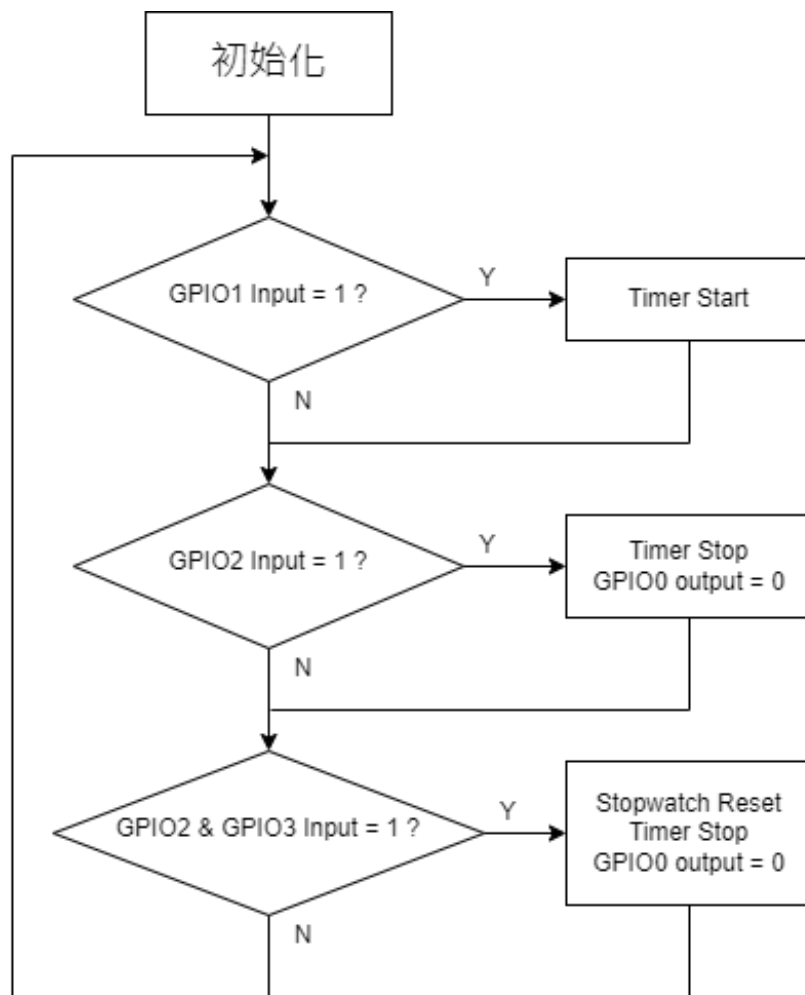 初始化
GPIO1 Input = 1 ?
Y
Timer Start
N
GPIO2 Input = 1 ?
Y
Timer Stop
GPIO0 output = 0
N
GPIO2 & GPIO3 Input = 1 ?
Y
Stopwatch Reset
Timer Stop
GPIO0 output = 0
N